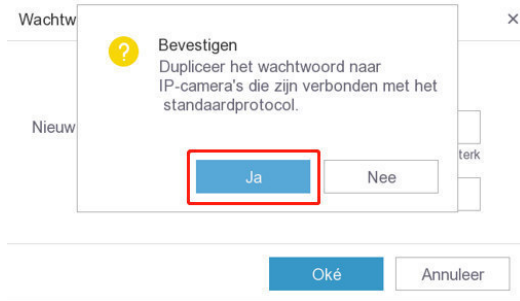 Wachtw
×
Bevestigen
Dupliceer het wachtwoord naar
IP-camera's die zijn verbonden met het
standaardprotocol.
Nieuw
terk
Ja
Nee
Oké
Annuleer